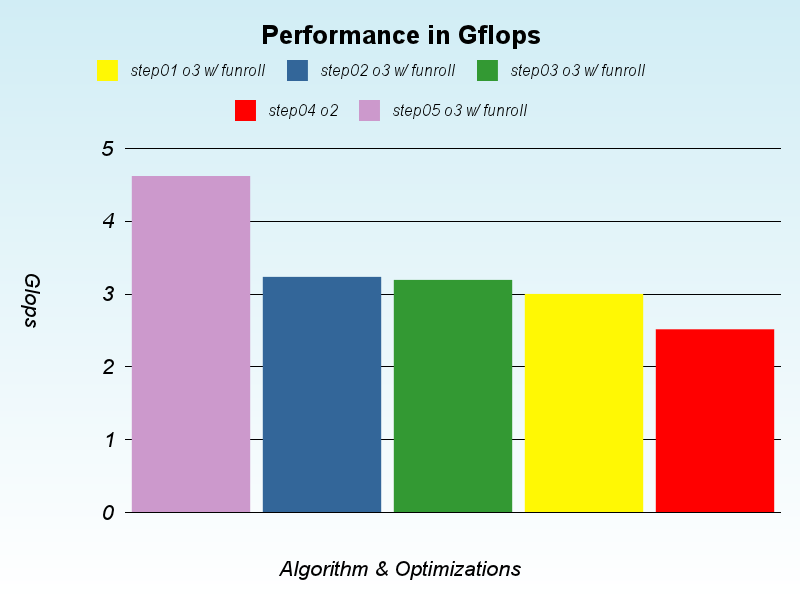 Performance in Gflops
step01 o3 w/ funroll step02 o3 w/ funroll step03 o3 w/ funroll
step04 o2 step05 o3 w/ funroll
5
4
3
2
1
0
Glops
Algorithm & Optimizations